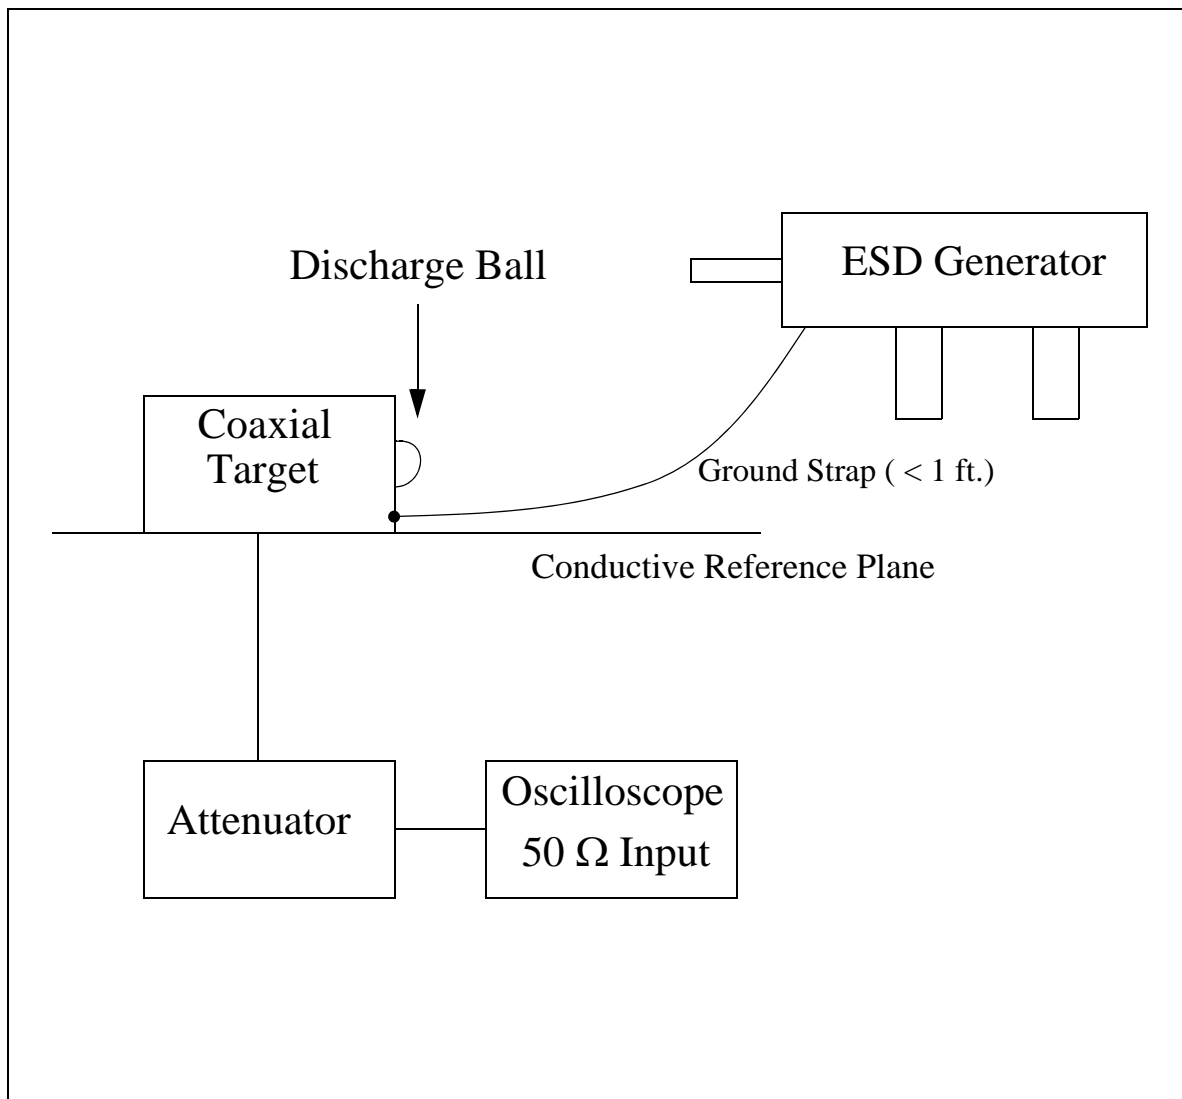 ESD Generator
Discharge Ball
Coaxial
Target
Ground Strap ( < 1 ft.)
Conductive Reference Plane
Attenuator
Oscilloscope
50 Ω Input